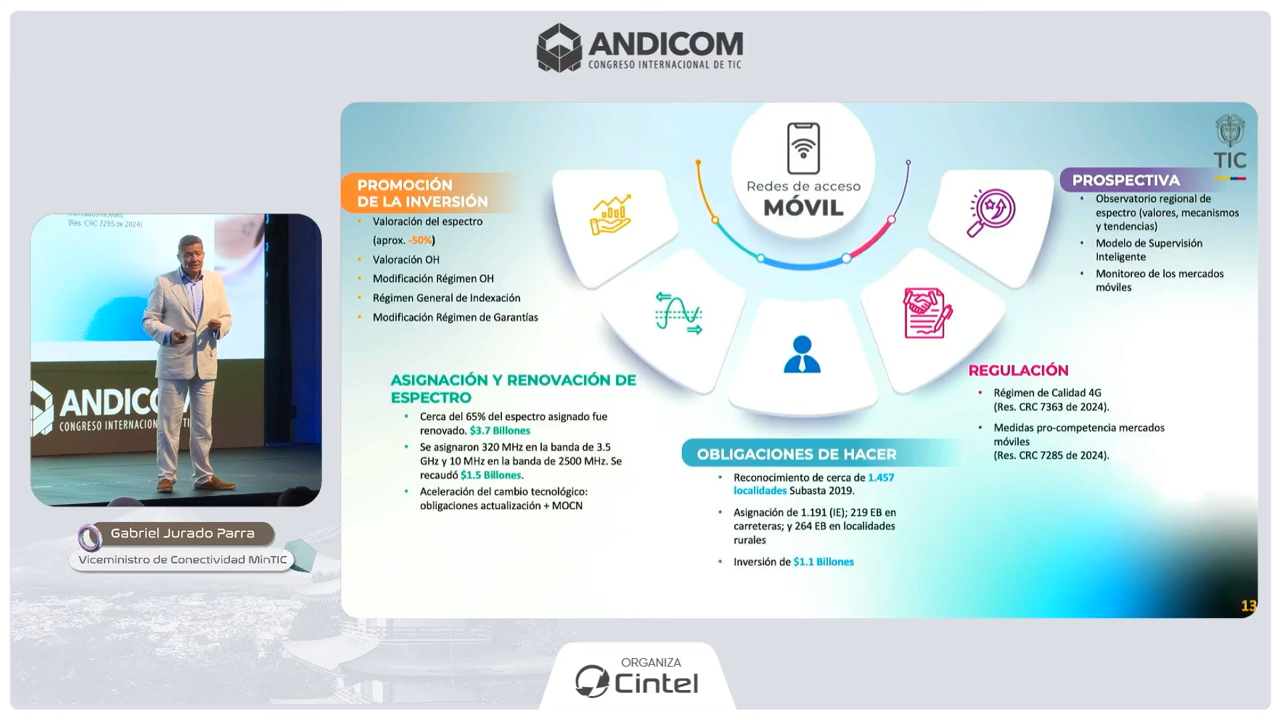 ANDICOM
CONGRESO INTERNACIONAL DE TIC
Redes de acceso
MÓVIL
TIC
PROMOCIÓN
DE LA INVERSIÓN
• Valoración del espectro
(aprox. -50%)
• Valoración OH
• Modificación Régimen OH
• Régimen General de Indexación
• Modificación Régimen de Garantías
ASIGNACIÓN Y RENOVACIÓN DE
ESPECTRO
• Cerca del 65% del espectro asignado fue
renovado. $3.7 Billones
• Se asignaron 320 MHz en la banda de 3.5
GHz y 10 MHz en la banda de 2500 MHz. Se
recaudó $1.5 Billones.
• Aceleración del cambio tecnológico:
obligaciones actualización + MOCN
OBLIGACIONES DE HACER
• Reconocimiento de cerca de 1.457
localidades Subasta 2019.
• Asignación de 1.191 (IE); 219 EB en
carreteras; y 264 EB en localidades
rurales
• Inversión de $1.1 Billones
REGULACIÓN
• Régimen de Calidad 4G
(Res. CRC 7363 de 2024).
• Medidas pro-competencia mercados
móviles
(Res. CRC 7285 de 2024).
PROSPECTIVA
• Observatorio regional de
espectro (valores, mecanismos
y tendencias)
• Modelo de Supervisión
Inteligente
• Monitoreo de los mercados
móviles
13
(Res. CRC 7285 de 2024)
ANDICO
CONGRESO INTERNACIO
Gabriel Jurado Parra
Viceministro de Conectividad MinTIC
ORGANIZA
Cintel